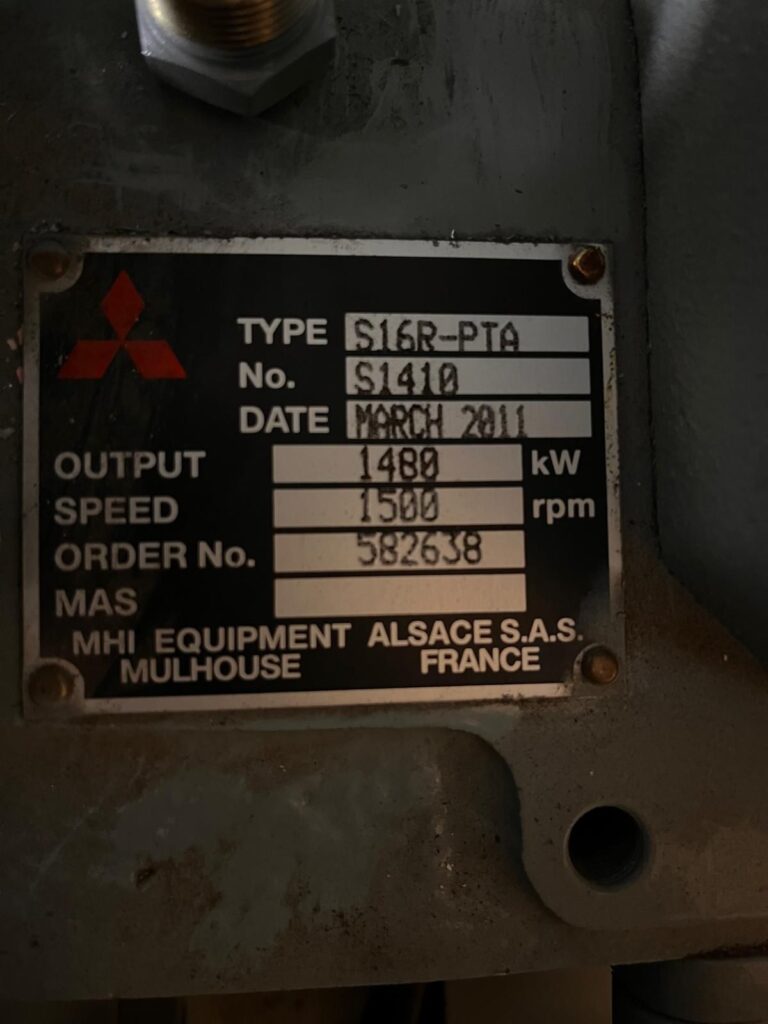 TYPE S16R-PTA
No. S1410
DATE MARCH 2011
OUTPUT 1480 kW
SPEED 1500 rpm
ORDER No. 582638
MAS
MHI EQUIPMENT ALSACE S.A.S.
MULHOUSE FRANCE